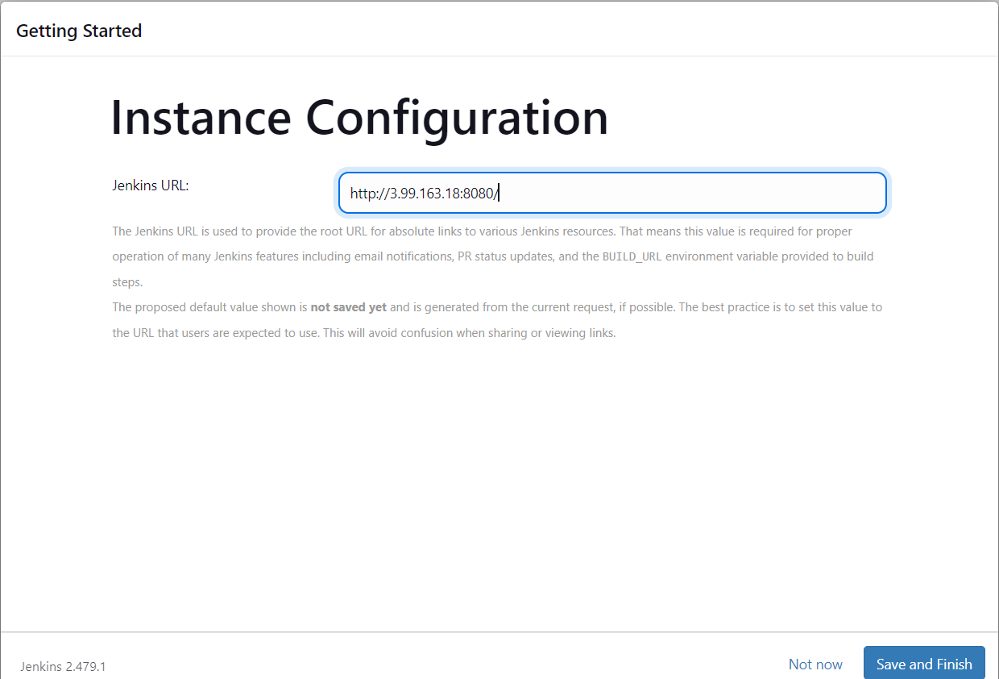 Getting Started
Instance Configuration
Jenkins URL:
http://3.99.163.18:8080/
The Jenkins URL is used to provide the root URL for absolute links to various Jenkins resources. That means this value is required for proper
operation of many Jenkins features including email notifications, PR status updates, and the BUILD_URL environment variable provided to build
steps.
The proposed default value shown is not saved yet and is generated from the current request, if possible. The best practice is to set this value to
the URL that users are expected to use. This will avoid confusion when sharing or viewing links.
Jenkins 2.479.1
Not now
Save and Finish